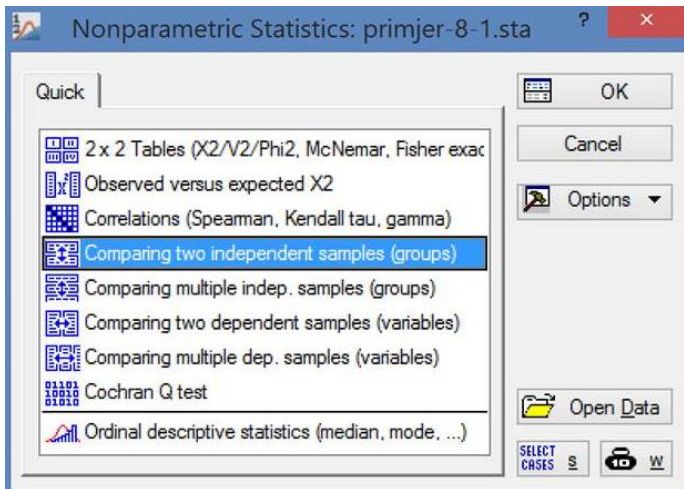 Nonparametric Statistics: primjer-8-1.sta ? ×
Quick
2 x 2 Tables (X2/V2/Phi2, McNemar, Fisher exac
Observed versus expected X2
Correlations (Spearman, Kendall tau, gamma)
Comparing two independent samples (groups)
Comparing multiple indep. samples (groups)
Comparing two dependent samples (variables)
Comparing multiple dep. samples (variables)
Cochran Q test
Ordinal descriptive statistics (median, mode, ...)
OK
Cancel
Options
Open Data
SELECT CASES S
W